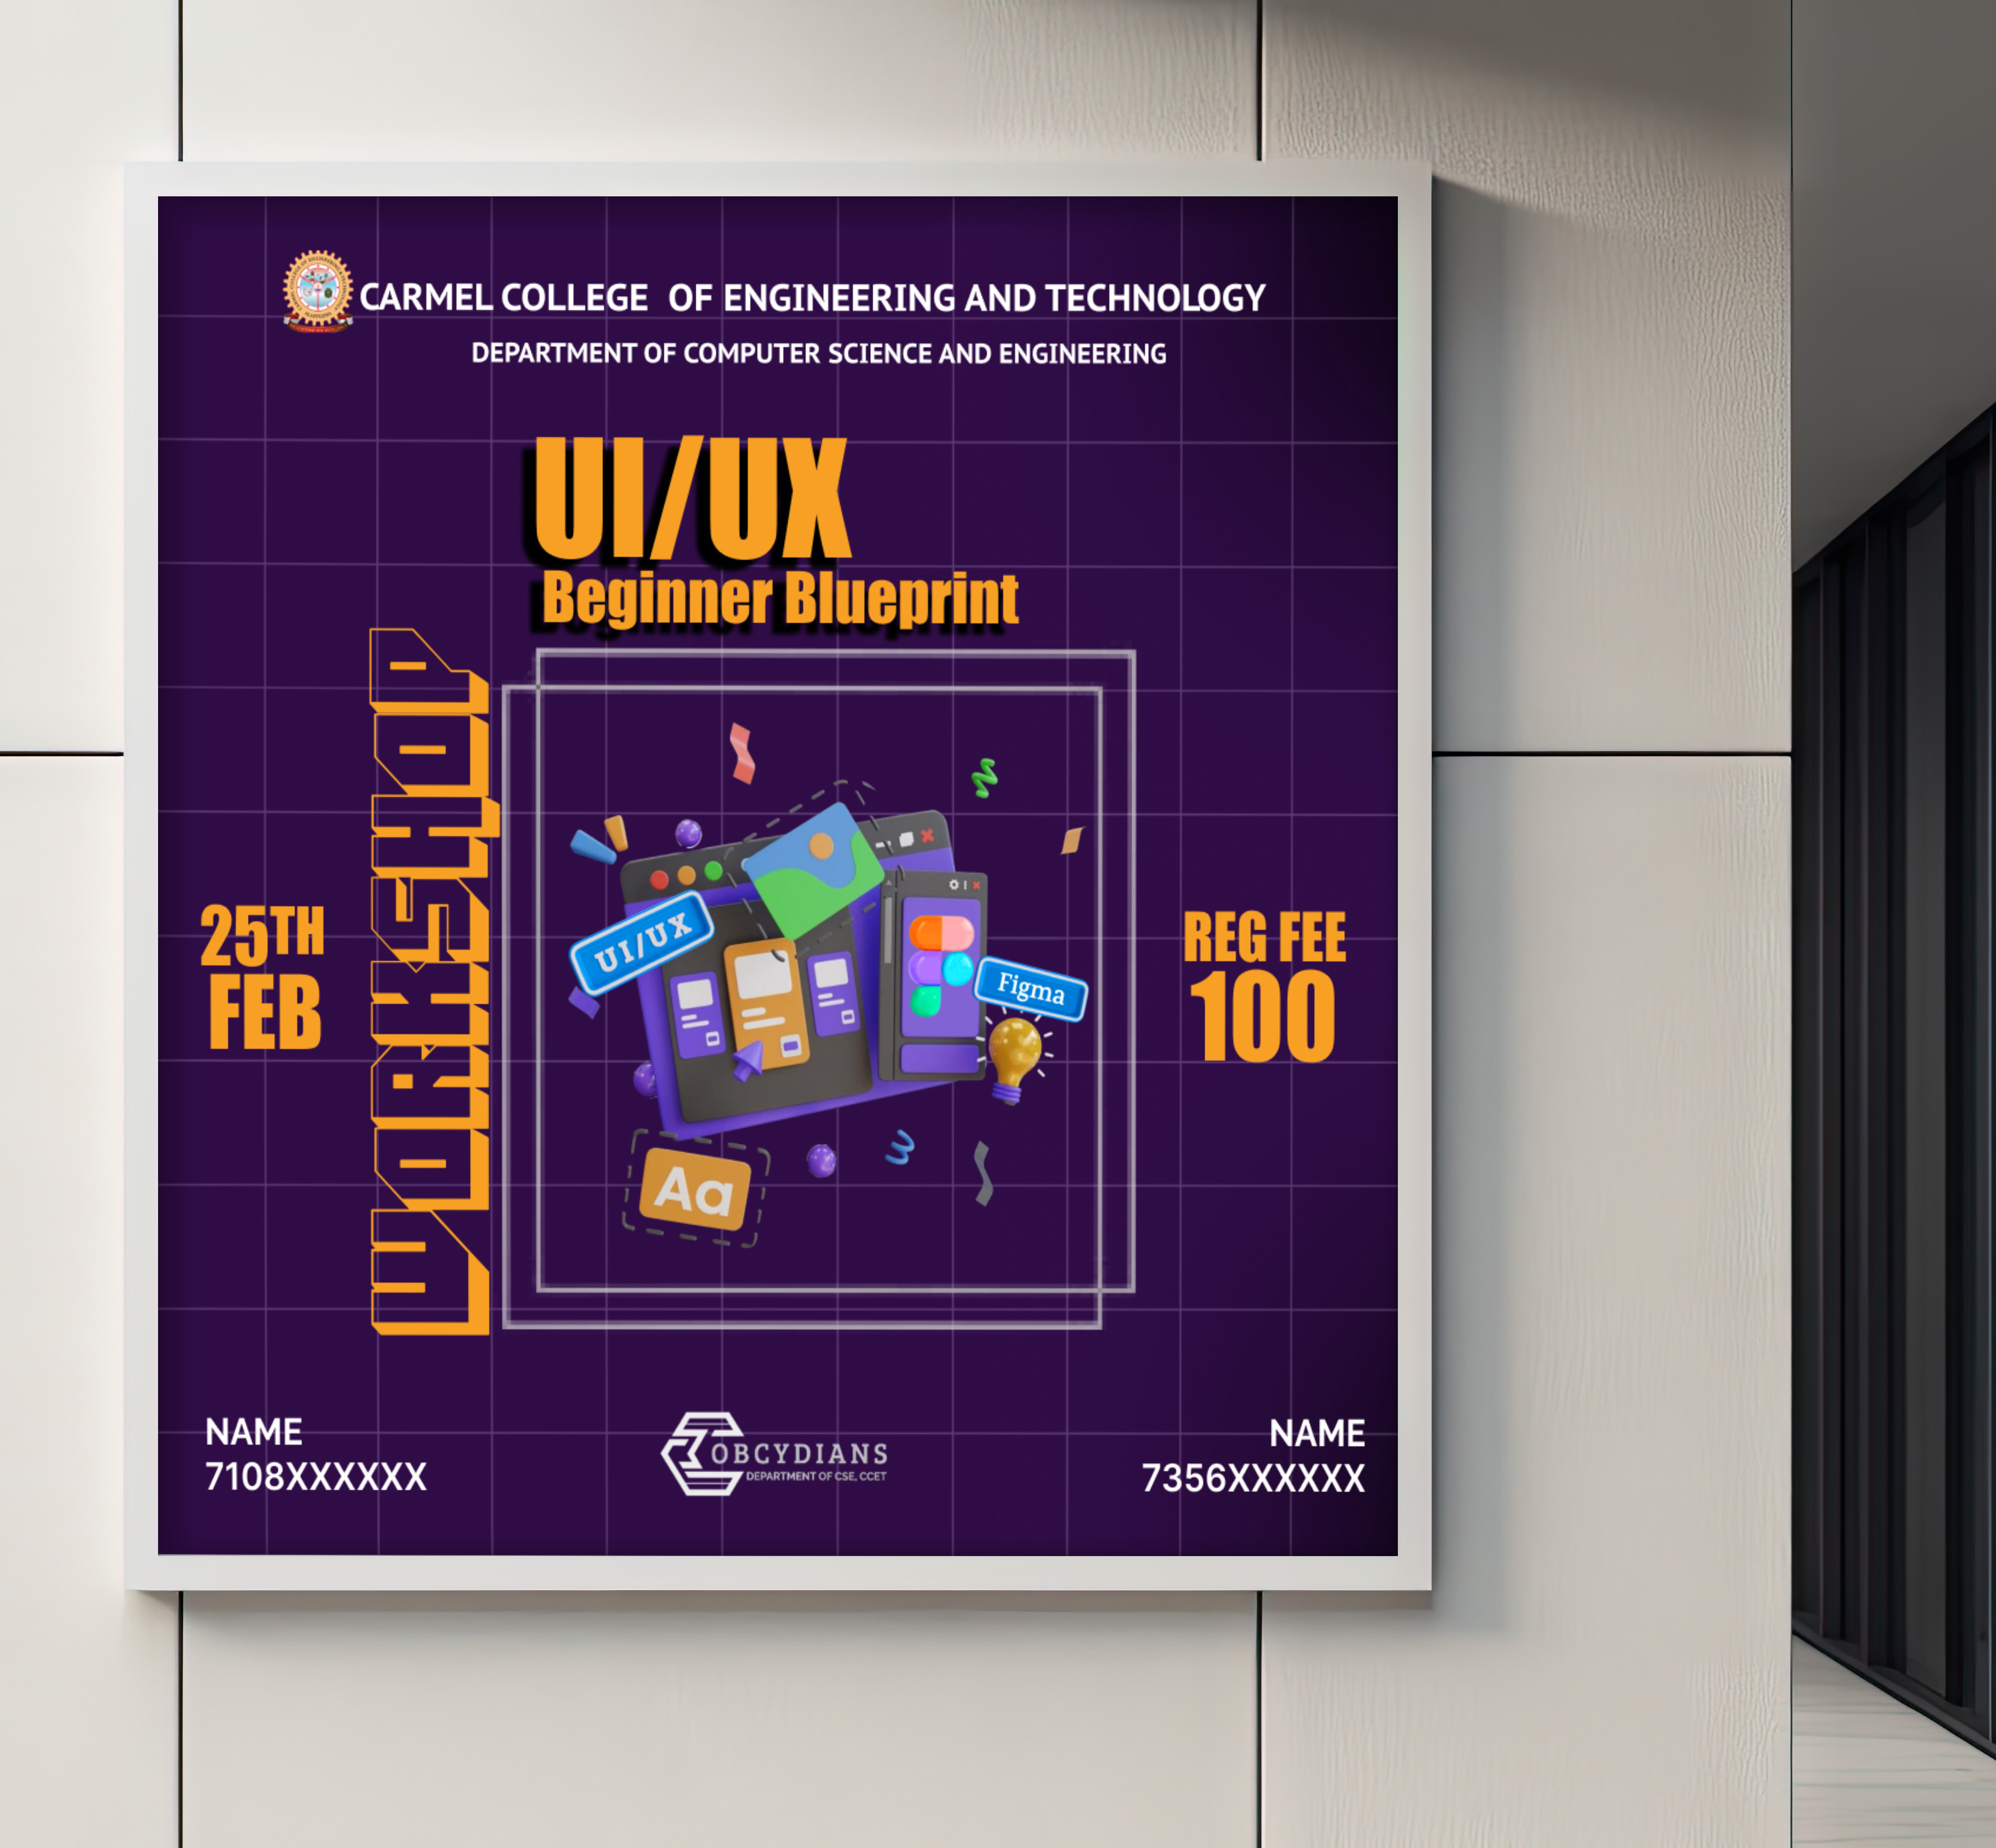 CARMEL COLLEGE OF ENGINEERING AND TECHNOLOGY
DEPARTMENT OF COMPUTER SCIENCE AND ENGINEERING
UI/UX
Beginner Blueprint
WORKSHOP
25TH
FEB
UI/UX
Figma
Aa
REG FEE
100
NAME
7108XXXXXX
OBCYDIANS
DEPARTMENT OF CSE, CCET
NAME
7356XXXXXX